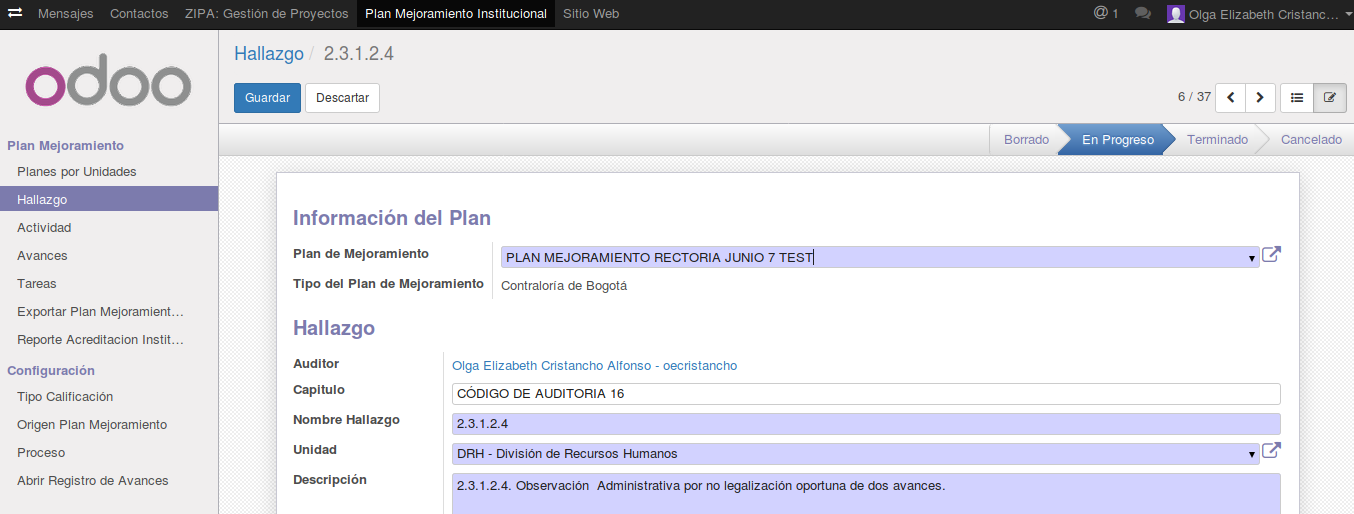 Mensajes Contactos ZIPA: Gestión de Proyectos Plan Mejoramiento Institucional Sitio Web @ 1 Olga Elizabeth Cristanc...
odoo
Hallazgo / 2.3.1.2.4
Guardar Descartar 6 / 37
Borrado En Progreso Terminado Cancelado
Plan Mejoramiento
Planes por Unidades
Hallazgo
Actividad
Avances
Tareas
Exportar Plan Mejoramient...
Reporte Acreditacion Instit...
Configuración
Tipo Calificación
Origen Plan Mejoramiento
Proceso
Abrir Registro de Avances
Información del Plan
Plan de Mejoramiento PLAN MEJORAMIENTO RECTORIA JUNIO 7 TEST
Tipo del Plan de Mejoramiento Contraloría de Bogotá
Hallazgo
Auditor Olga Elizabeth Cristancho Alfonso - oecristancho
Capitulo CÓDIGO DE AUDITORIA 16
Nombre Hallazgo 2.3.1.2.4
Unidad DRH - División de Recursos Humanos
Descripción 2.3.1.2.4. Observación  Administrativa por no legalización oportuna de dos avances.